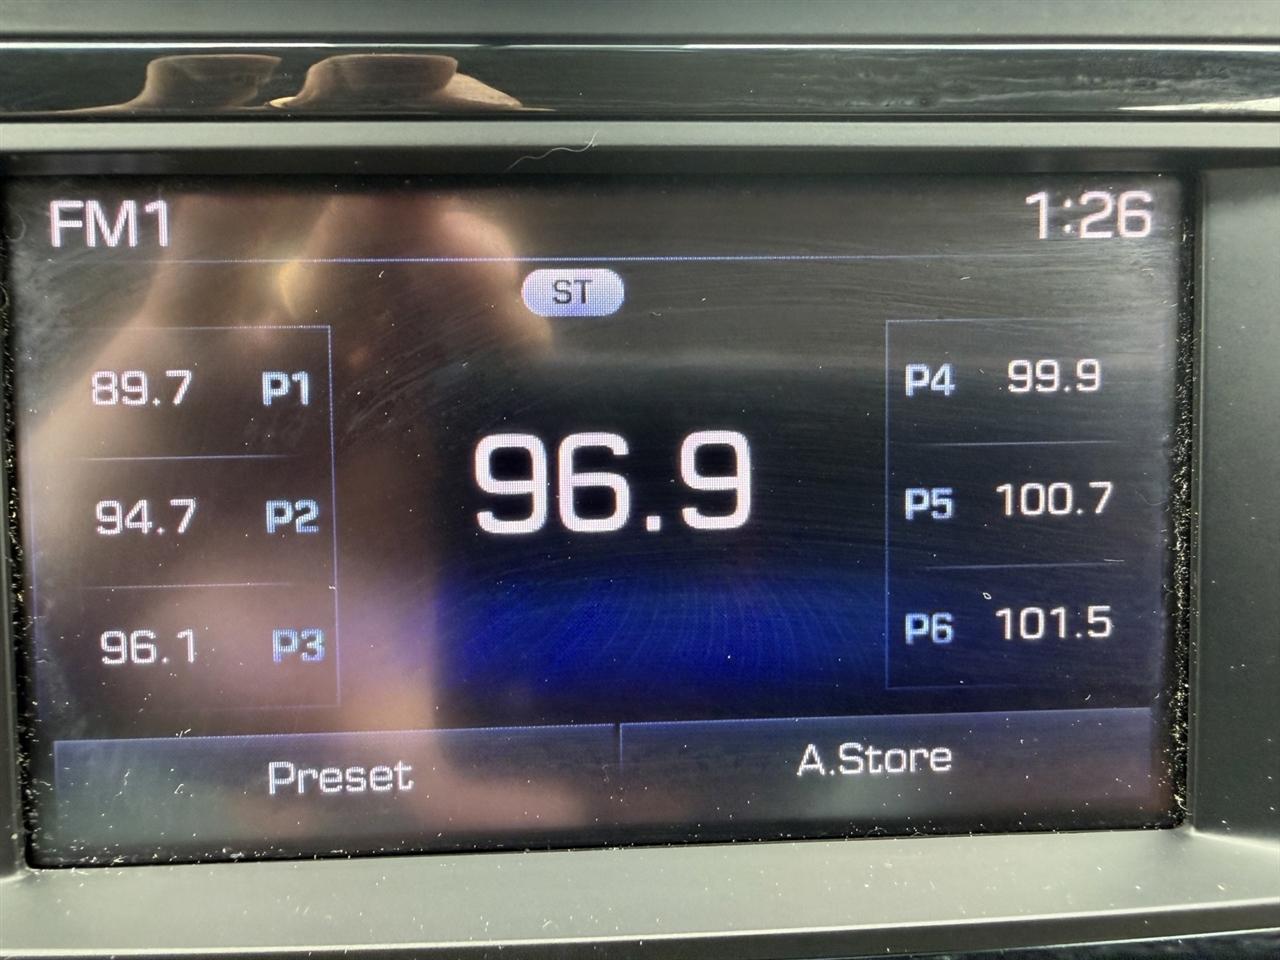 FM1 1:26
ST
89.7 P1
94.7 P2
96.1 P3
96.9
P4 99.9
P5 100.7
P6 101.5
Preset A.Store